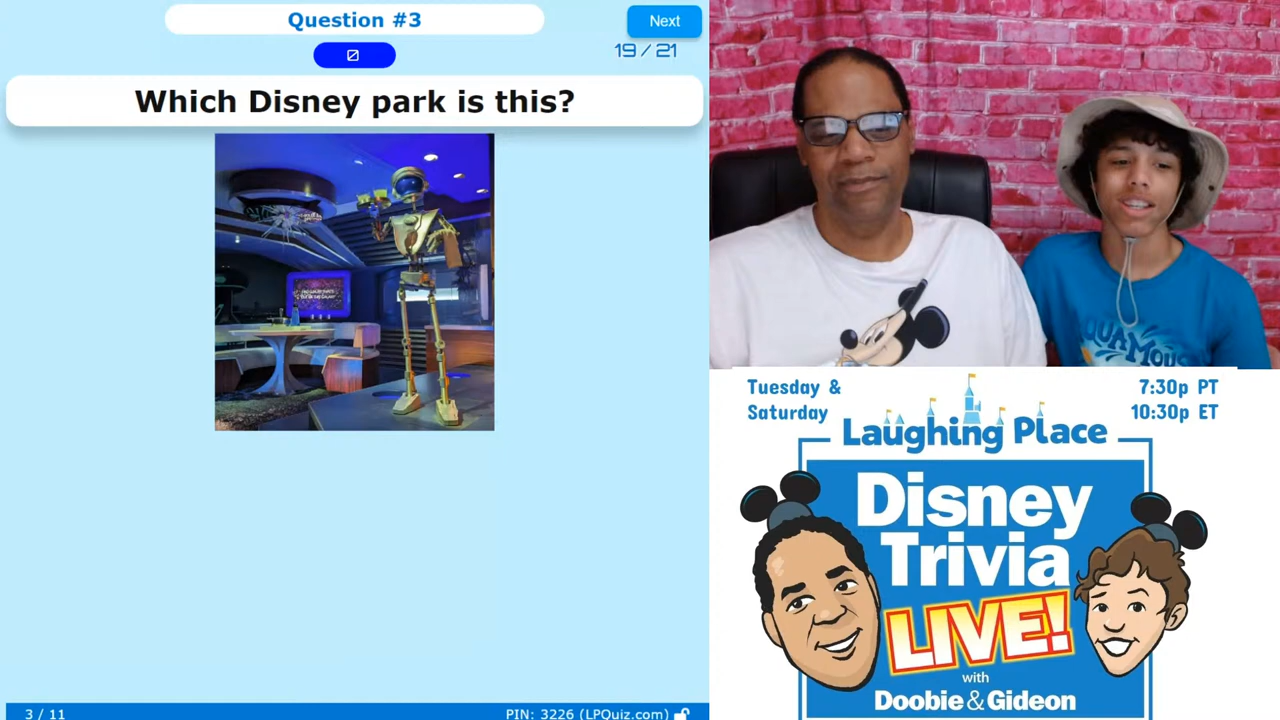 Question #3
Next
19/21
Which Disney park is this?
Tuesday &
Saturday
7:30p PT
10:30p ET
Laughing Place
Disney
Trivia
LIVE!
with
Doobie & Gideon
3 / 11
PIN: 3226 (LPQuiz.com)